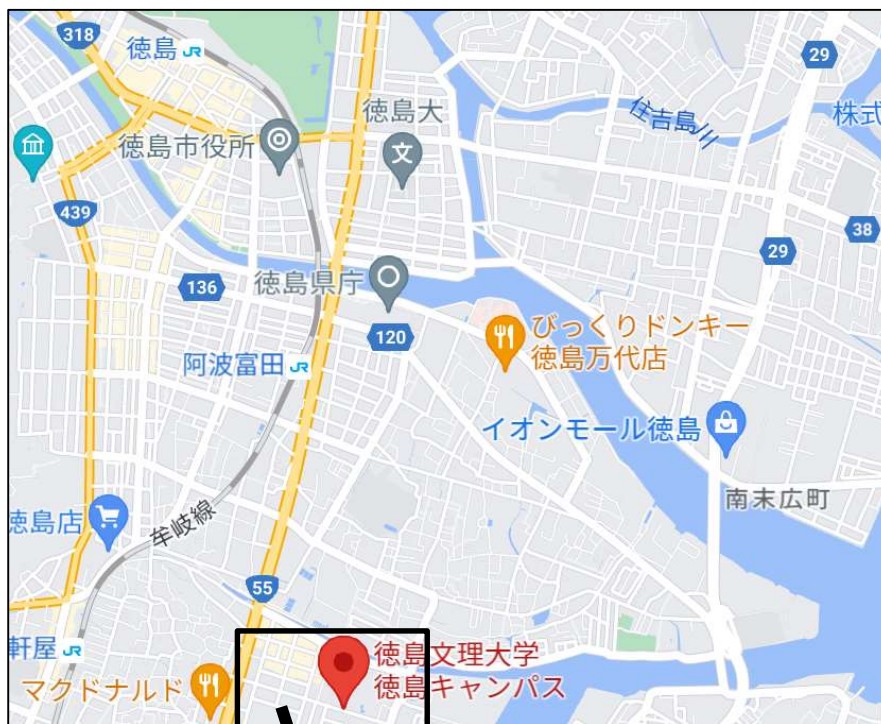 318
徳島
29
徳島大
住吉島川
株式
徳島市役所
439
38
29
136
徳島県庁
120
びっくりドンキー
徳島万代店
阿波富田
イオンモール徳島
南末広町
徳島店
牟岐線
55
軒屋
徳島文理大学
徳島キャンパス
マクドナルド
文
JR
JR
JR